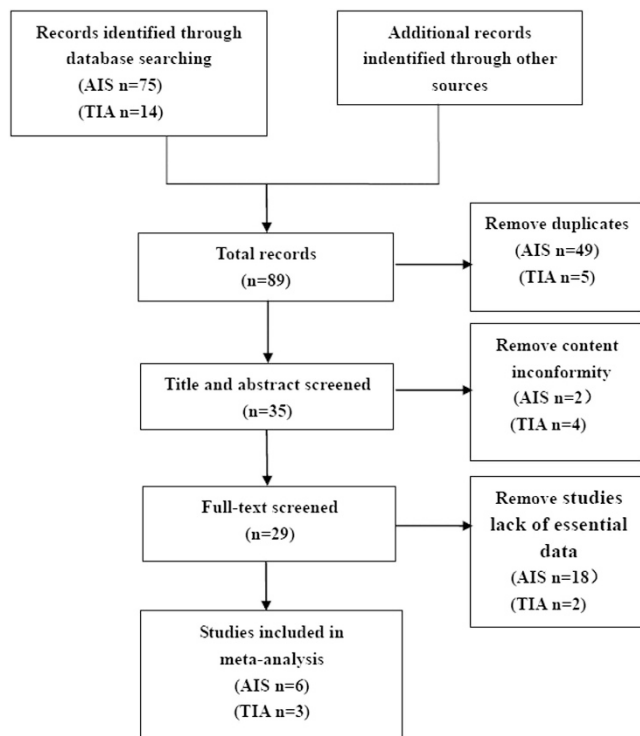 Records identified through
database searching
(AIS n=75)
(TIA n=14)
Additional records
indentified through other
sources
Total records
(n=89)
Remove duplicates
(AIS n=49)
(TIA n=5)
Title and abstract screened
(n=35)
Remove content
inconformity
(AIS n=2）
(TIA n=4)
Full-text screened
(n=29)
Remove studies
lack of essential
data
(AIS n=18）
(TIA n=2)
Studies included in
meta-analysis
(AIS n=6)
(TIA n=3)